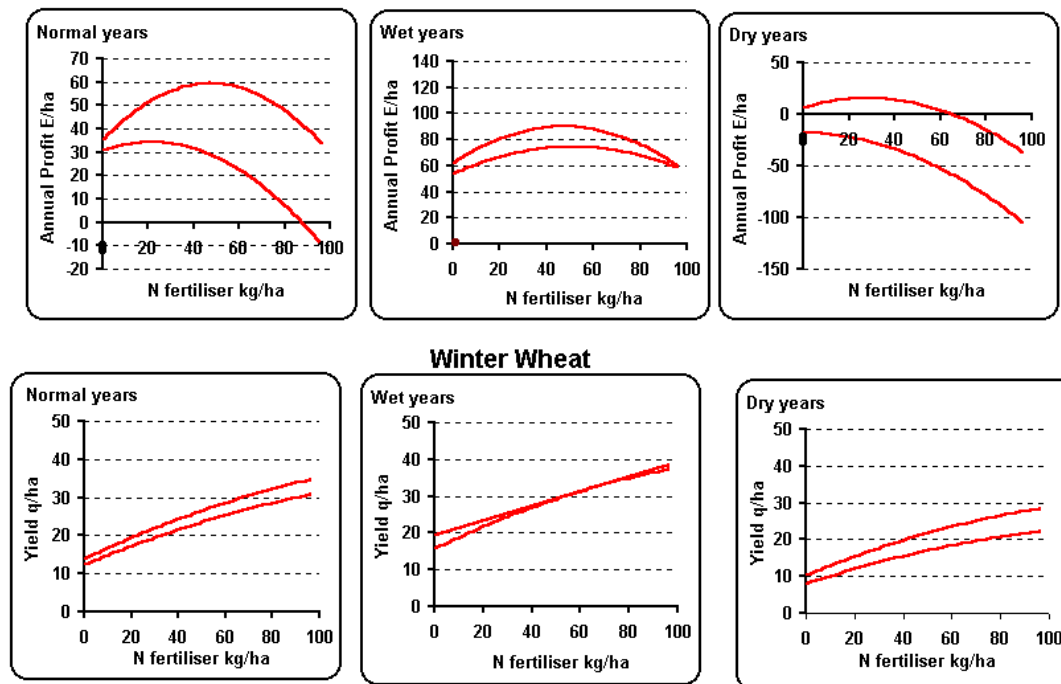 Normal years
Annual Profit E/ha
70
60
50
40
30
20
10
0
-10
-20
0 20 40 60 80 100
N fertiliser kg/ha
Wet years
Annual Profit E/ha
140
120
100
80
60
40
20
0
0 20 40 60 80 100
N fertiliser kg/ha
Dry years
Annual Profit E/ha
50
0
-50
-100
-150
0 20 40 60 80 100
N fertiliser kg/ha
Winter Wheat
Normal years
Yield q/ha
50
40
30
20
10
0
0 20 40 60 80 100
N fertiliser kg/ha
Wet years
Yield q/ha
50
40
30
20
10
0
0 20 40 60 80 100
N fertiliser kg/ha
Dry years
Yield q/ha
50
40
30
20
10
0
0 20 40 60 80 100
N fertiliser kg/ha